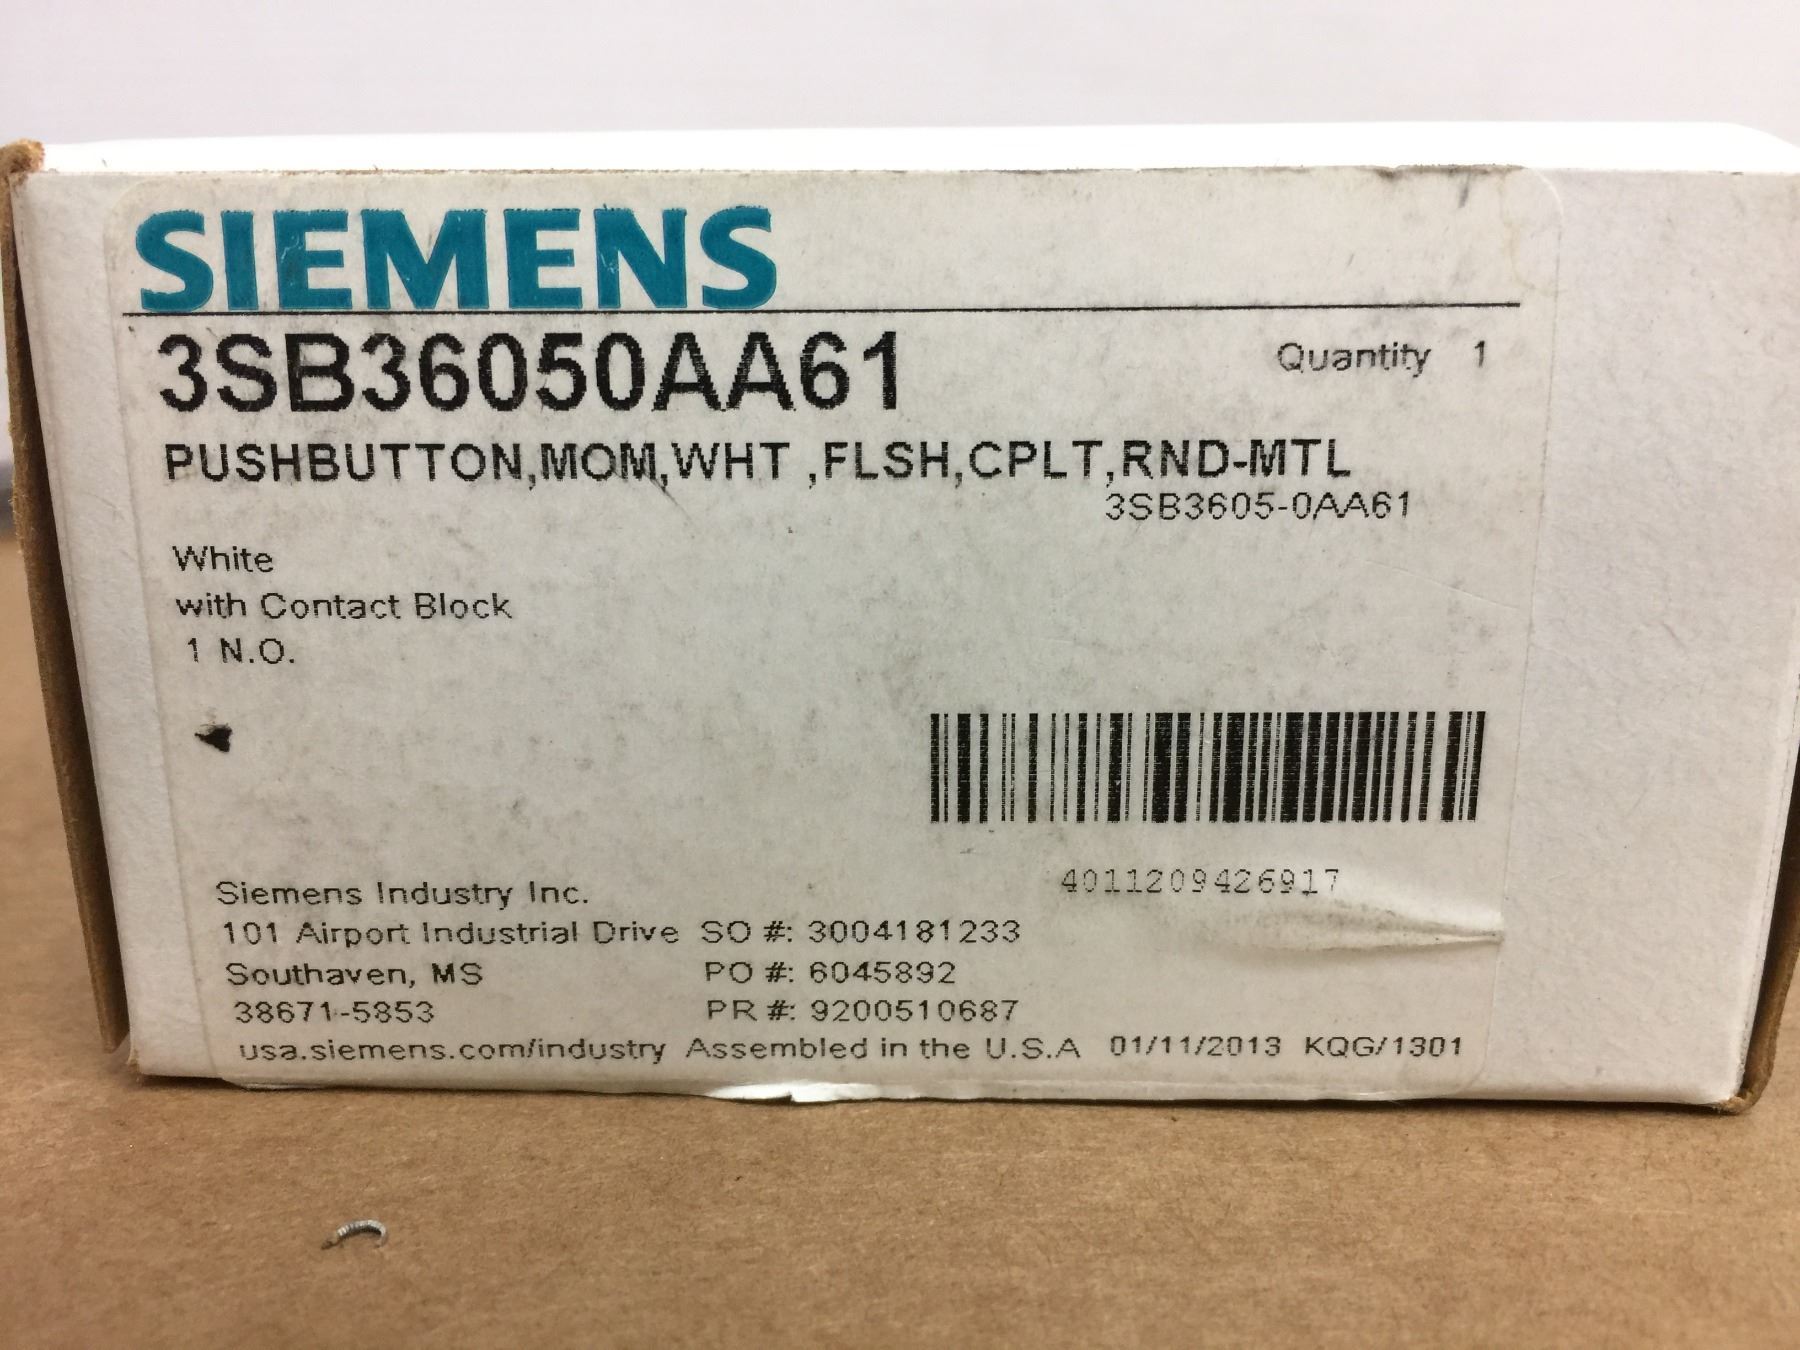 SIEMENS
3SB36050AA61
Quantity 1
PUSHBUTTON,MOM,WHT ,FLSH,CPLT,RND-MTL
3SB3605-0AA61
White
with Contact Block
1 N.O.
4011209426917
Siemens Industry Inc.
101 Airport Industrial Drive SO #: 3004181233
Southaven, MS PO #: 6045892
38671-5853 PR #: 9200510687
usa.siemens.com/industry Assembled in the U.S.A 01/11/2013 KQG/1301